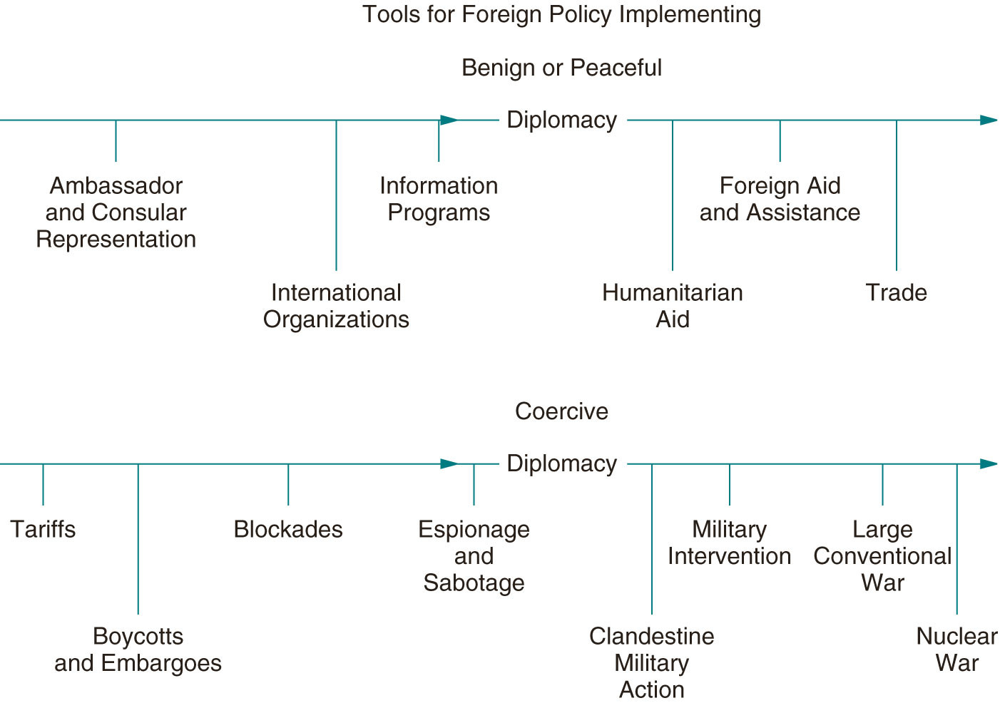 Tools for Foreign Policy Implementing
Benign or Peaceful
Diplomacy
Ambassador
and Consular
Representation
International
Organizations
Information
Programs
Humanitarian
Aid
Foreign Aid
and Assistance
Trade
Coercive
Diplomacy
Tariffs
Boycotts
and Embargoes
Blockades
Espionage
and
Sabotage
Clandestine
Military
Action
Military
Intervention
Large
Conventional
War
Nuclear
War